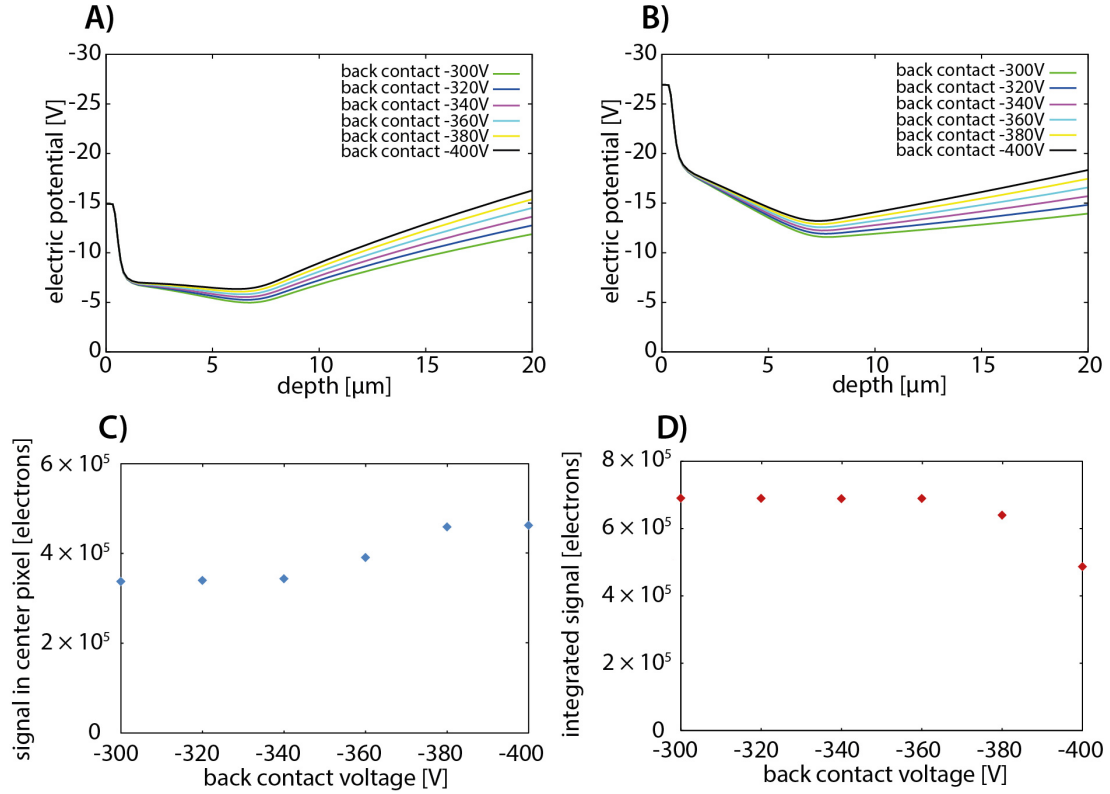 A)
-30
-25
-20
-15
-10
-5
0
electric potential [V]
back contact -300V
back contact -320V
back contact -340V
back contact -360V
back contact -380V
back contact -400V
0 5 10 15 20
depth [µm]
B)
-30
-25
-20
-15
-10
-5
0
electric potential [V]
back contact -300V
back contact -320V
back contact -340V
back contact -360V
back contact -380V
back contact -400V
0 5 10 15 20
depth [µm]
C)
6 × 10⁵
4 × 10⁵
2 × 10⁵
0
signal in center pixel [electrons]
-300 -320 -340 -360 -380 -400
back contact voltage [V]
D)
8 × 10⁵
6 × 10⁵
4 × 10⁵
2 × 10⁵
0
integrated signal [electrons]
-300 -320 -340 -360 -380 -400
back contact voltage [V]